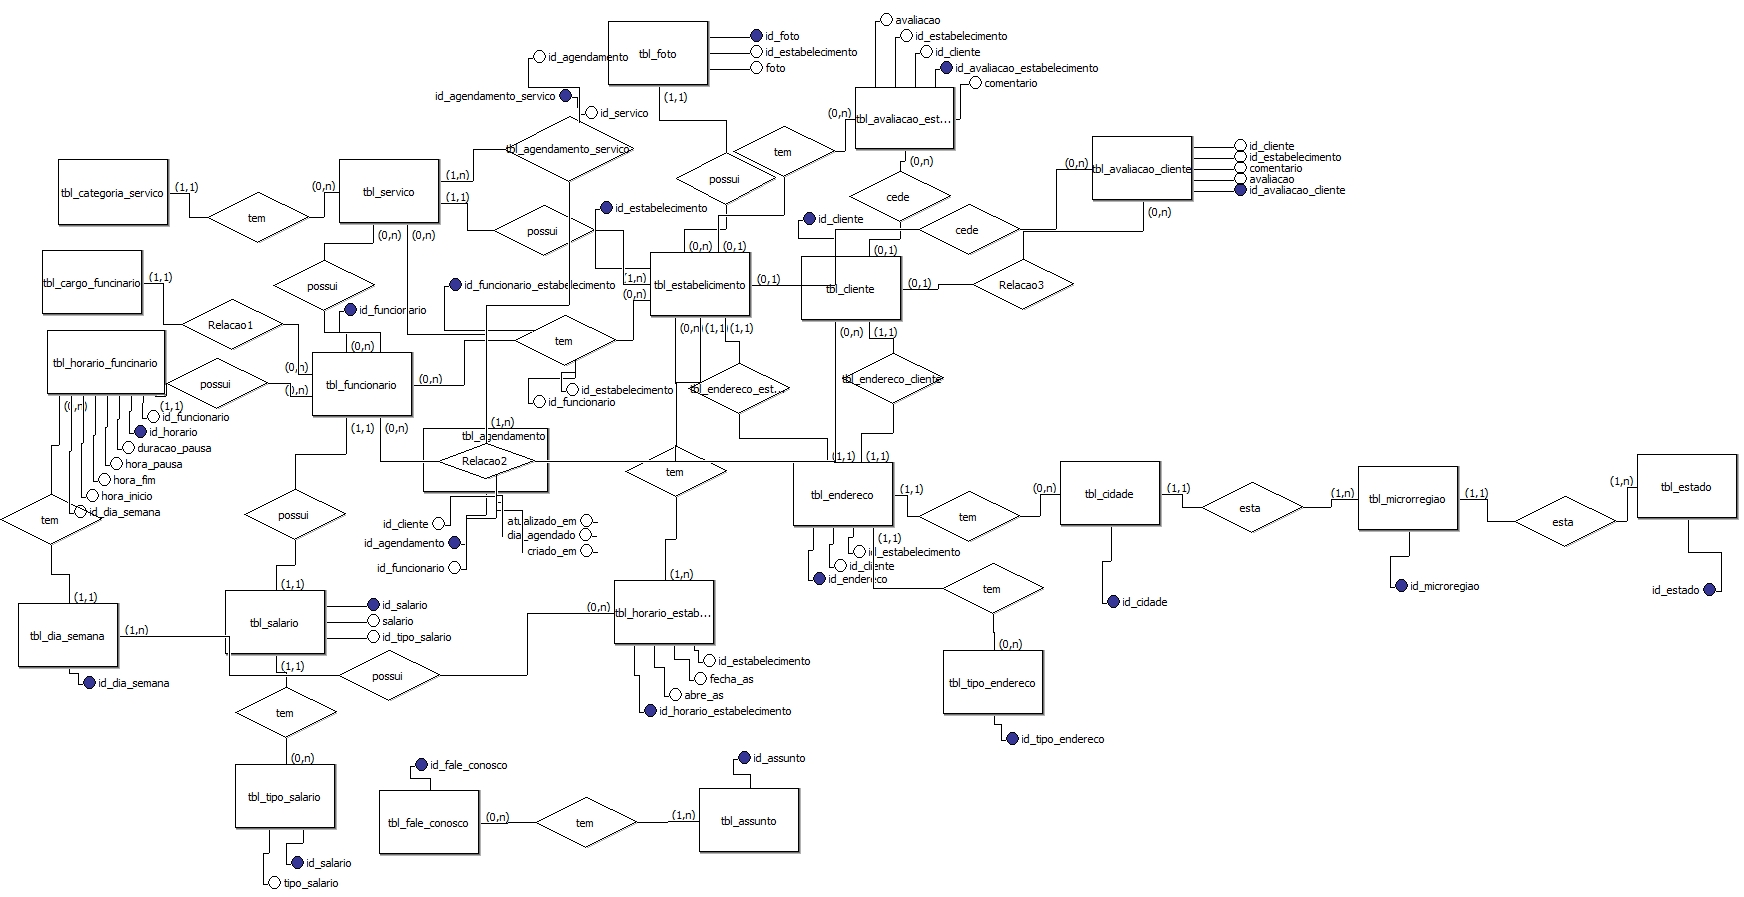 avaliacao
id_estabelecimento
id_cliente
id_avaliacao_estabelecimento
comentario
id_foto
id_estabelecimento
foto
tbl_foto
(1,1)
id_agendamento
id_agendamento_servico
id_servico
tbl_agendamento_servico
(0,n)
tbl_avaliacao_est...
(0,n)
tem
possui
cede
(0,n)
tbl_avaliacao_cliente
id_cliente
id_estabelecimento
comentario
avaliacao
id_avaliacao_cliente
(0,n)
tbl_categoria_servico
(1,1)
tem
(0,n)
tbl_servico
(1,n)
(1,1)
(0,n)
(0,n)
possui
id_estabelecimento
id_cliente
cede
(0,n)
(0,1)
(0,1)
tbl_cargo_funcinario
(1,1)
possui
id_funcionario_estabelecimento
(1,n)
(0,n)
tbl_estabelicimento
(0,1)
tbl_cliente
(0,1)
Relacao3
id_funcionario
Relacao1
tem
(0,n)
(1,1)
(1,1)
(0,n)
(1,1)
tbl_horario_funcinario
possui
(0,n)
(0,n)
(0,n)
tbl_funcionario
(0,n)
id_estabelecimento
id_funcionario
tbl_endereco_est...
tbl_endereco_cliente
(0,n)
(1,1)
id_funcionario
id_horario
duracao_pausa
hora_pausa
hora_fim
hora_inicio
id_dia_semana
tem
(1,1)
(0,n)
(1,n)
tbl_agendamento
Relacao2
tem
(1,1)
(1,1)
tbl_endereco
(1,1)
tem
(0,n)
tbl_cidade
(1,1)
esta
(1,n)
tbl_microrregiao
(1,1)
esta
(1,n)
tbl_estado
possui
id_cliente
id_agendamento
id_funcionario
atualizado_em
dia_agendado
criado_em
(1,1)
id_estabelecimento
id_cliente
id_endereco
tem
id_cidade
id_microregiao
id_estado
(1,1)
tbl_dia_semana
(1,n)
id_dia_semana
(1,1)
tbl_salario
id_salario
salario
id_tipo_salario
(1,1)
possui
(0,n)
(1,n)
tbl_horario_estab...
id_estabelecimento
fecha_as
abre_as
id_horario_estabelecimento
(0,n)
tbl_tipo_endereco
id_tipo_endereco
tem
(0,n)
tbl_tipo_salario
id_salario
tipo_salario
id_fale_conosco
tbl_fale_conosco
(0,n)
tem
(1,n)
id_assunto
tbl_assunto